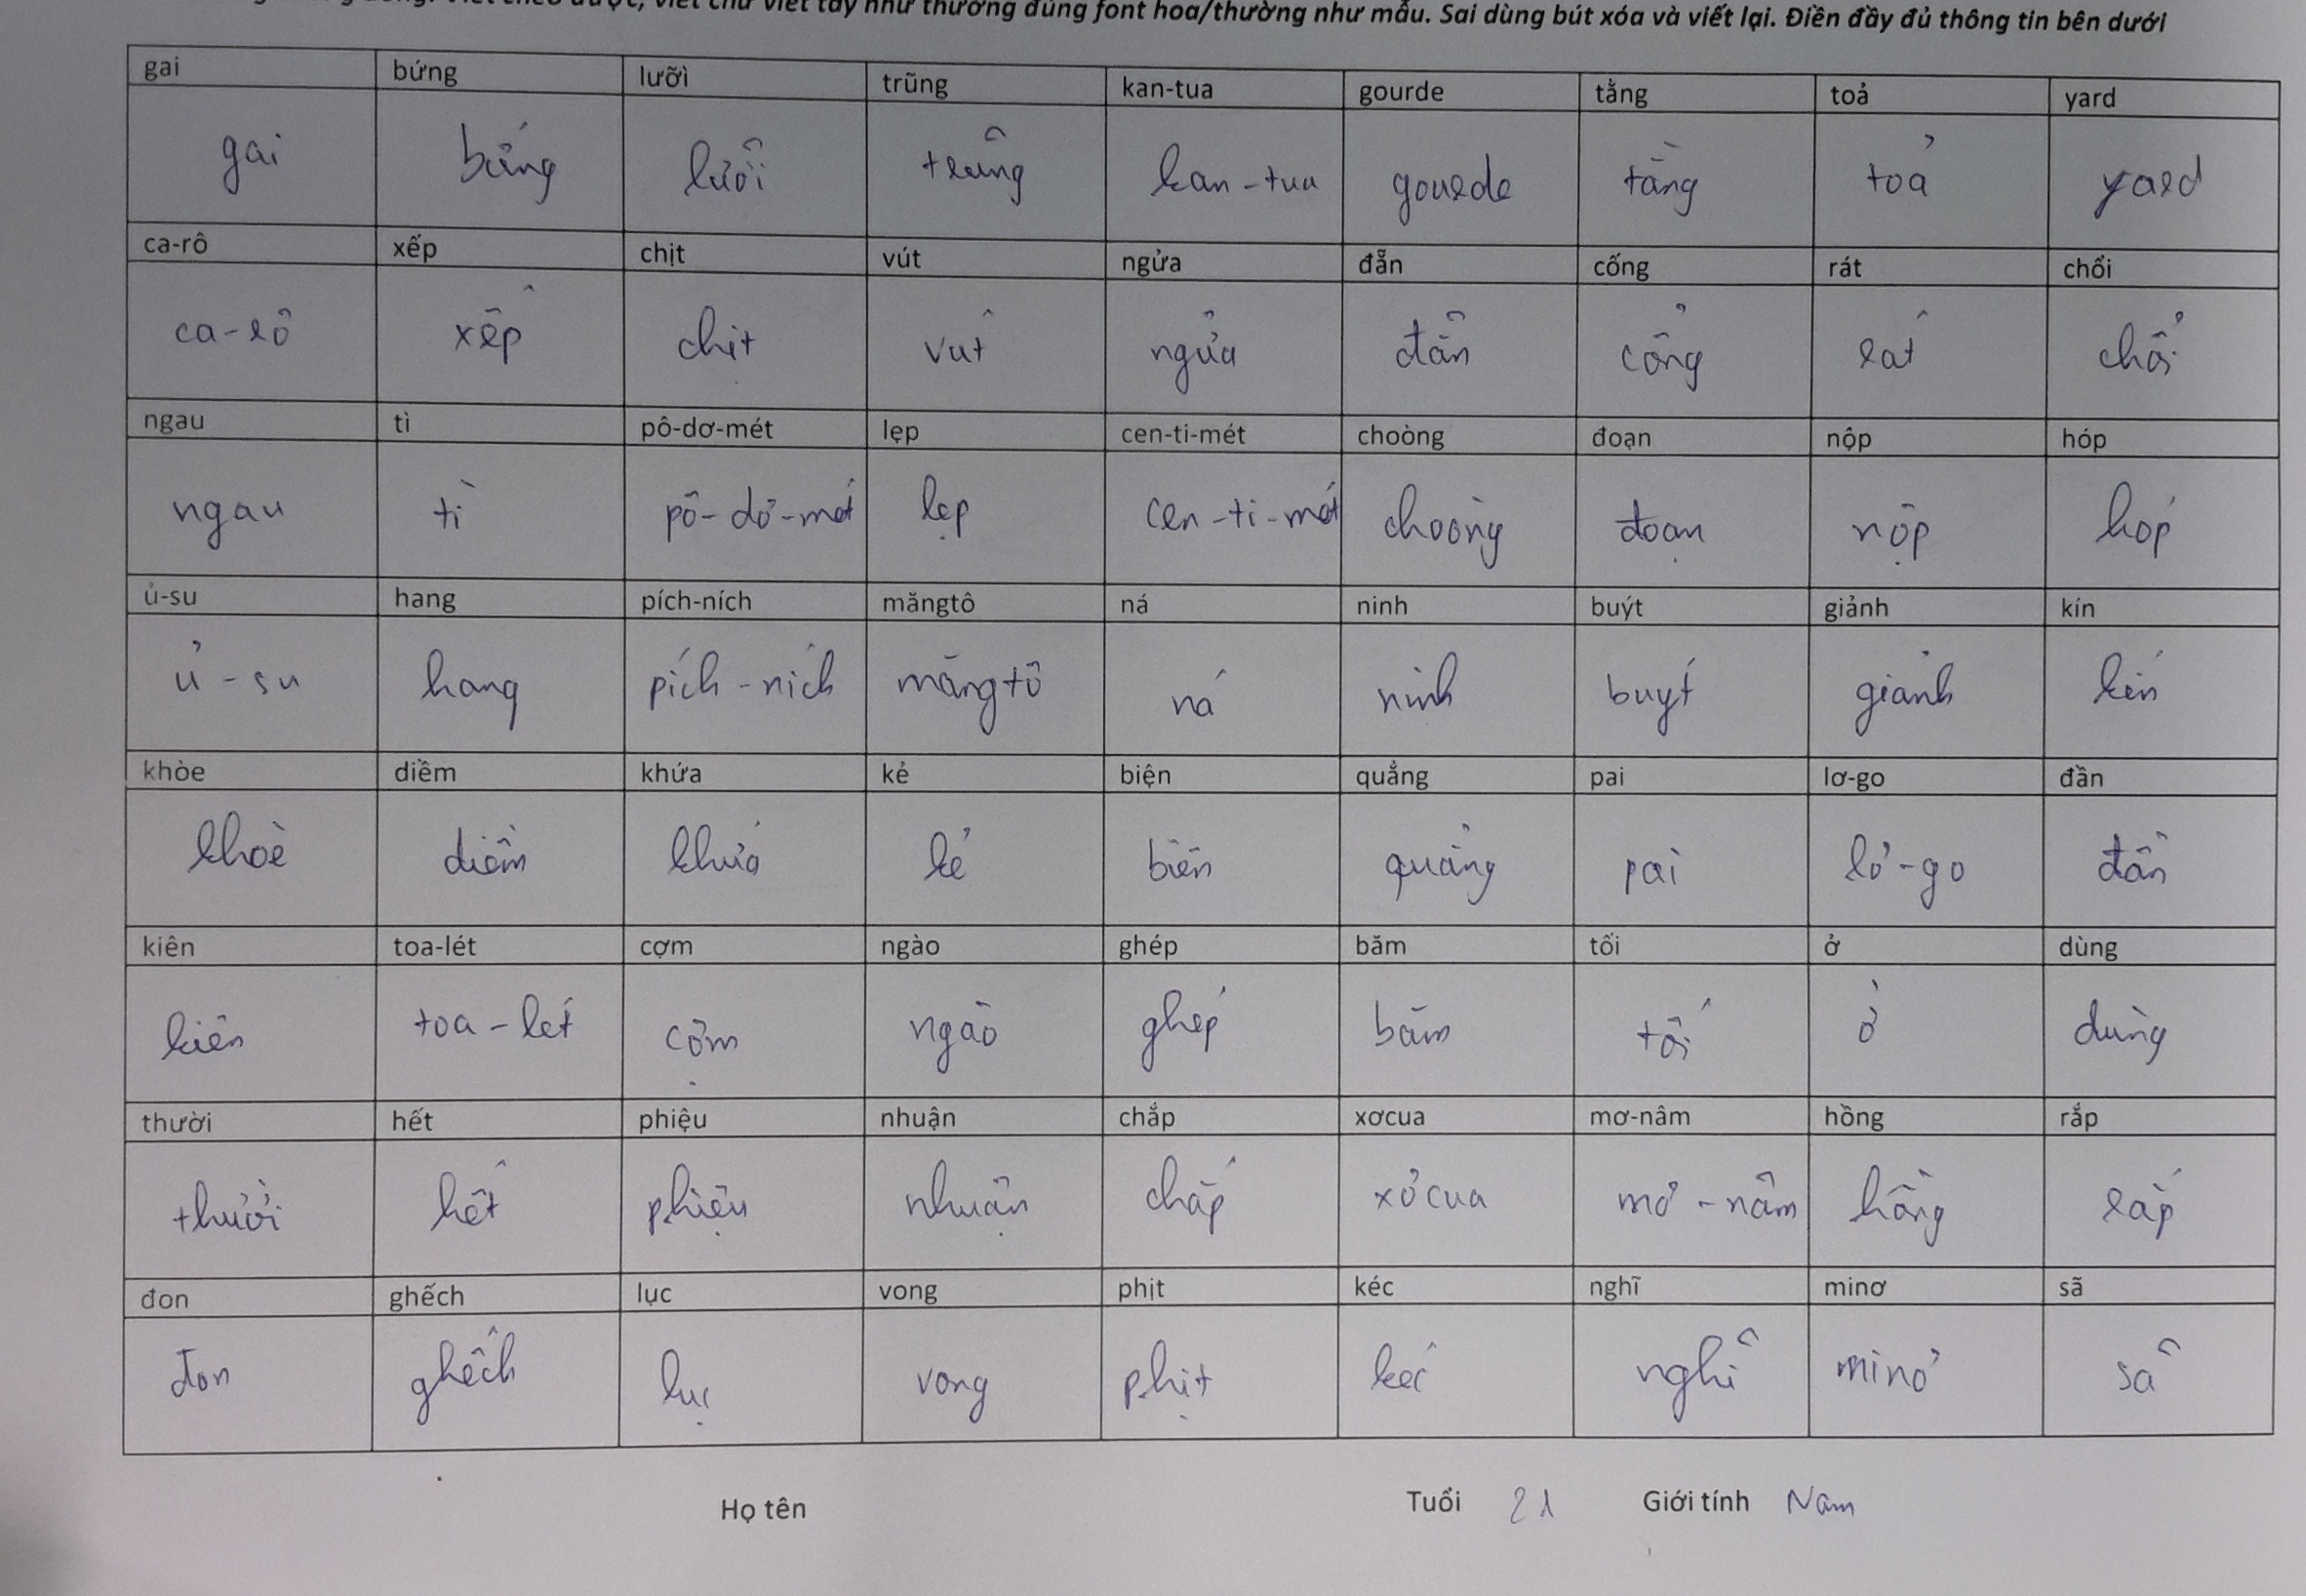 viết chữ viết tay như thường đúng font hoa/thường như mẫu. Sai dùng bút xóa và viết lại. Điền đầy đủ thông tin bên dưới
gai bứng lưỡi trũng kan-tua gourde tằng toả yard
gai bứng lưỡi trũng kan-tua gourde tằng toả yard
ca-rô xếp chịt vút ngửa đẵn cống rát chổi
ca-rô xếp chịt vút ngửa đẵn cống rát chổi
ngau tì pô-dơ-mét lẹp cen-ti-mét choòng đoạn nộp hóp
ngau tì pô-dơ-mét lẹp cen-ti-mét choòng đoạn nộp hóp
ủ-su hang pích-ních măngtô ná ninh buýt giảnh kín
ủ-su hang pích-ních măngtô ná ninh buýt giảnh kín
khòe diềm khứa kẻ biện quẳng pai lơ-go đần
khoè diềm khứa kẻ biện quẳng pai lơ-go đần
kiên toa-lét cợm ngào ghép băm tối ở dùng
kiên toa-lét cợm ngào ghép băm tối ở dùng
thười hết phiệu nhuận chắp xơcua mơ-nâm hồng rắp
thười hết phiệu nhuận chắp xơcua mơ-nâm hồng rắp
đon ghếch lục vong phịt kéc nghĩ minơ sã
đon ghếch lục vong phịt kéc nghĩ minơ sã
Họ tên Tuổi 21 Giới tính Nam